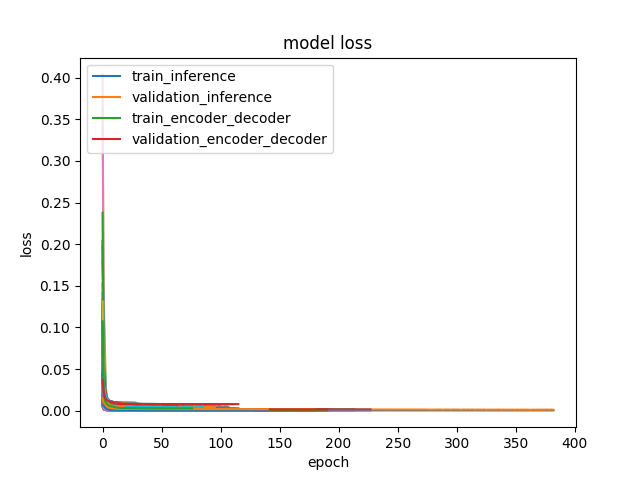 model loss
train_inference
validation_inference
train_encoder_decoder
validation_encoder_decoder
loss
0.40
0.35
0.30
0.25
0.20
0.15
0.10
0.05
0.00
0 50 100 150 200 250 300 350 400
epoch